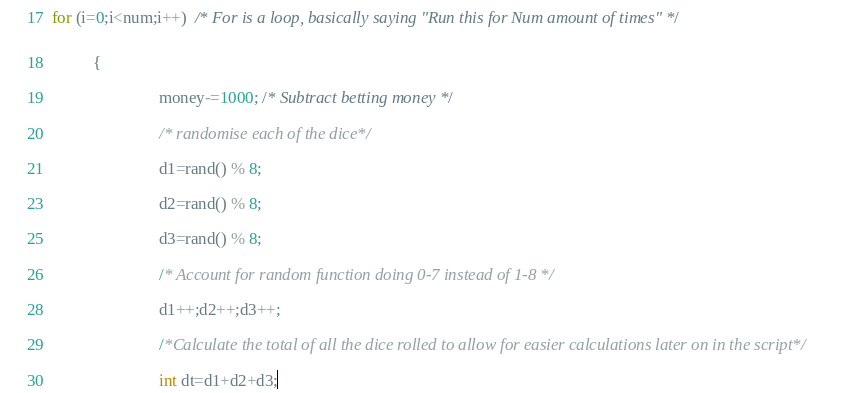 17 for (i=0;i<num;i++) /* For is a loop, basically saying "Run this for Num amount of times" */
18 {
19 money-=1000; /* Subtract betting money */
20 /* randomise each of the dice*/
21 d1=rand() % 8;
23 d2=rand() % 8;
25 d3=rand() % 8;
26 /* Account for random function doing 0-7 instead of 1-8 */
28 d1++;d2++;d3++;
29 /*Calculate the total of all the dice rolled to allow for easier calculations later on in the script*/
30 int dt=d1+d2+d3;